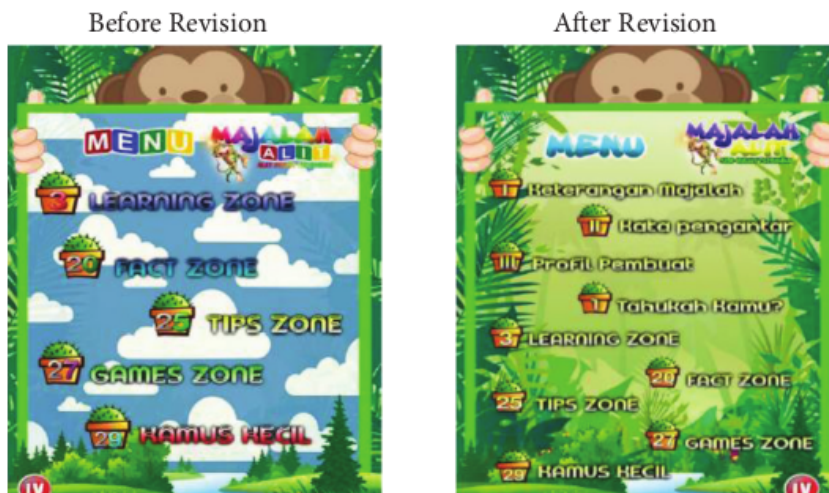 Before Revision
MENU MAJALAH
ALIT
3 LEARNING ZONE
20 FACT ZONE
25 TIPS ZONE
27 GAMES ZONE
29 KAMUS KECIL
IV
After Revision
MENU MAJALAH
ALIT
I Keterangan Majalah
II Kata pengantar
III Profil Pembuat
1 Tahukah Kamu?
3 LEARNING ZONE
20 FACT ZONE
25 TIPS ZONE
27 GAMES ZONE
29 KAMUS KECIL
IV